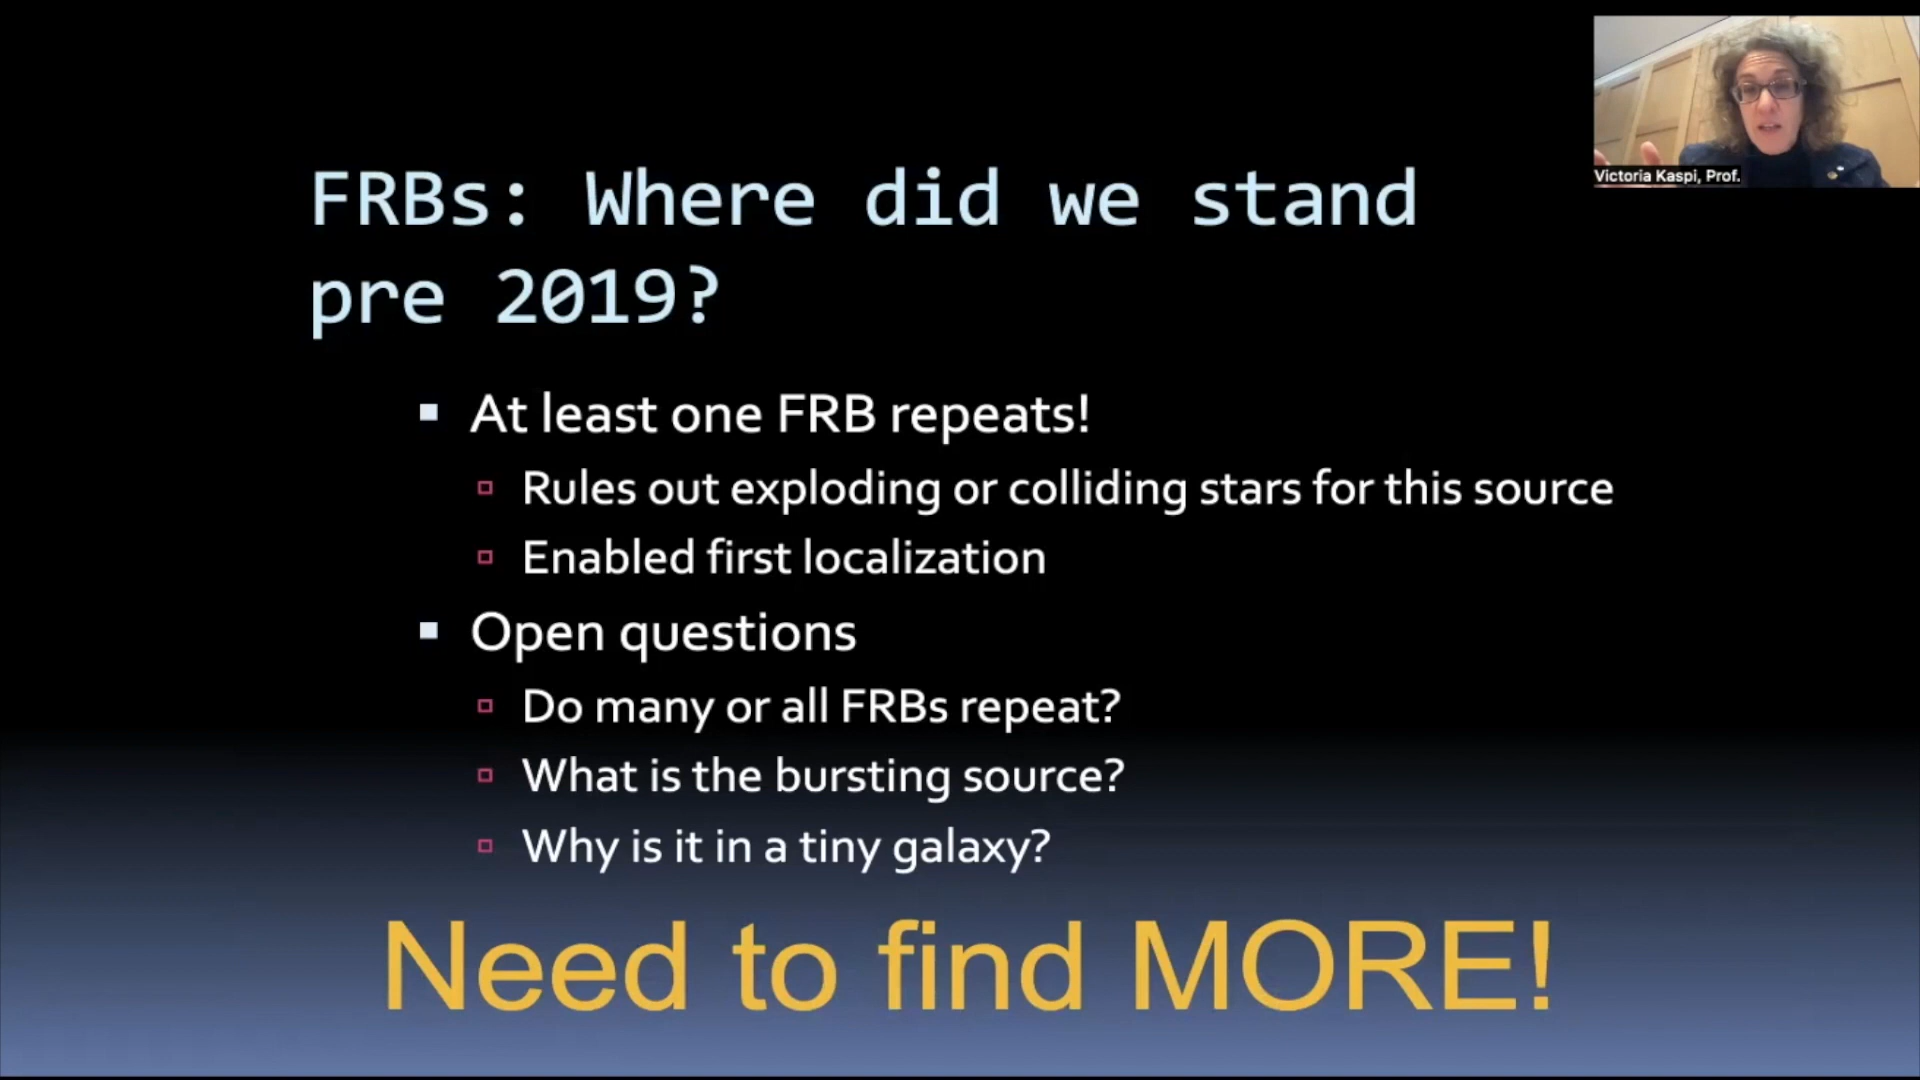 FRBs: Where did we stand
pre 2019?
At least one FRB repeats!
Rules out exploding or colliding stars for this source
Enabled first localization
Open questions
Do many or all FRBs repeat?
What is the bursting source?
Why is it in a tiny galaxy?
Need to find MORE!
Victoria Kaspi, Prof.